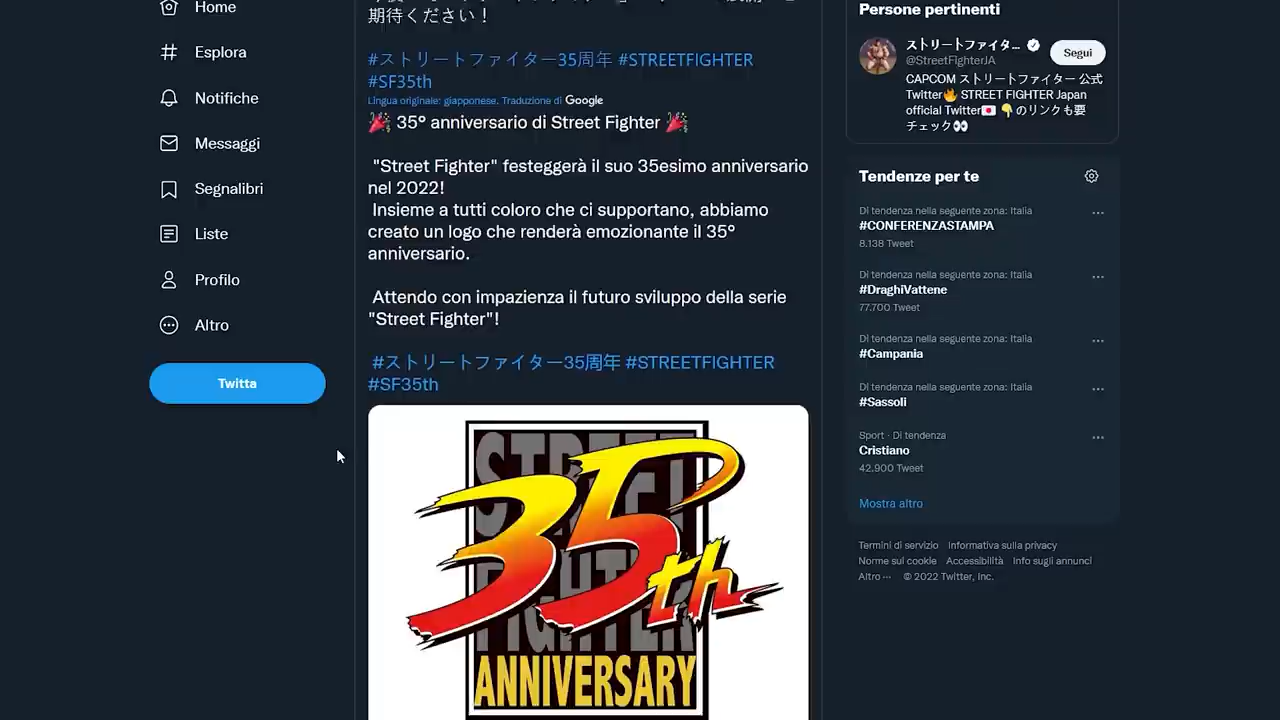 Home
Esplora
Notifiche
Messaggi
Segnalibri
Liste
Profilo
Altro
Twitta
期待ください！
#ストリートファイター35周年 #STREETFIGHTER
#SF35th
Lingua originale: giapponese. Traduzione di Google
🎉 35° anniversario di Street Fighter 🎉
"Street Fighter" festeggerà il suo 35esimo anniversario
nel 2022!
Insieme a tutti coloro che ci supportano, abbiamo
creato un logo che renderà emozionante il 35°
anniversario.
Attendo con impazienza il futuro sviluppo della serie
"Street Fighter"!
#ストリートファイター35周年 #STREETFIGHTER
#SF35th
STREET
35th
FIGHTER
ANNIVERSARY
Persone pertinenti
ストリートファイタ...
@StreetFighterJA
Segui
CAPCOM ストリートファイター 公式
Twitter🔥 STREET FIGHTER Japan
official Twitter🇯🇵 👇のリンクも要
チェック👀
Tendenze per te
Di tendenza nella seguente zona: Italia
#CONFERENZASTAMPA
8.138 Tweet
Di tendenza nella seguente zona: Italia
#DraghiVattene
77.700 Tweet
Di tendenza nella seguente zona: Italia
#Campania
Di tendenza nella seguente zona: Italia
#Sassoli
Sport · Di tendenza
Cristiano
42.900 Tweet
Mostra altro
Termini di servizio Informativa sulla privacy
Norme sui cookie Accessibilità Info sugli annunci
Altro ··· © 2022 Twitter, Inc.